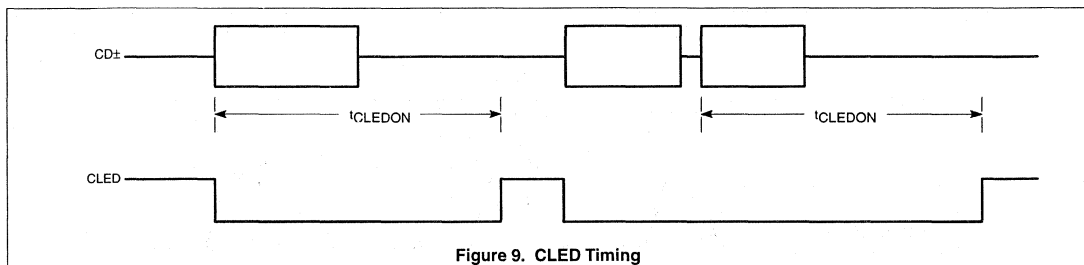 CD±
tCLEDON
tCLEDON
CLED
Figure 9. CLED Timing